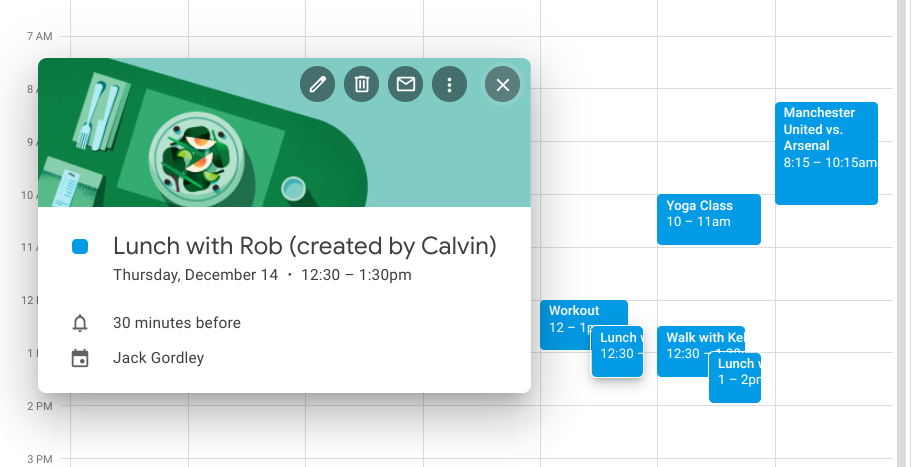 7 AM
8
9
10
11
12
1
2 PM
3 PM
Lunch with Rob (created by Calvin)
Thursday, December 14 • 12:30 – 1:30pm
30 minutes before
Jack Gordley
Manchester
United vs.
Arsenal
8:15 – 10:15am
Yoga Class
10 – 11am
Workout
12 – 1p
Lunch
12:30 –
Walk with Kel
12:30 – 1:30
Lunch
1 – 2pm